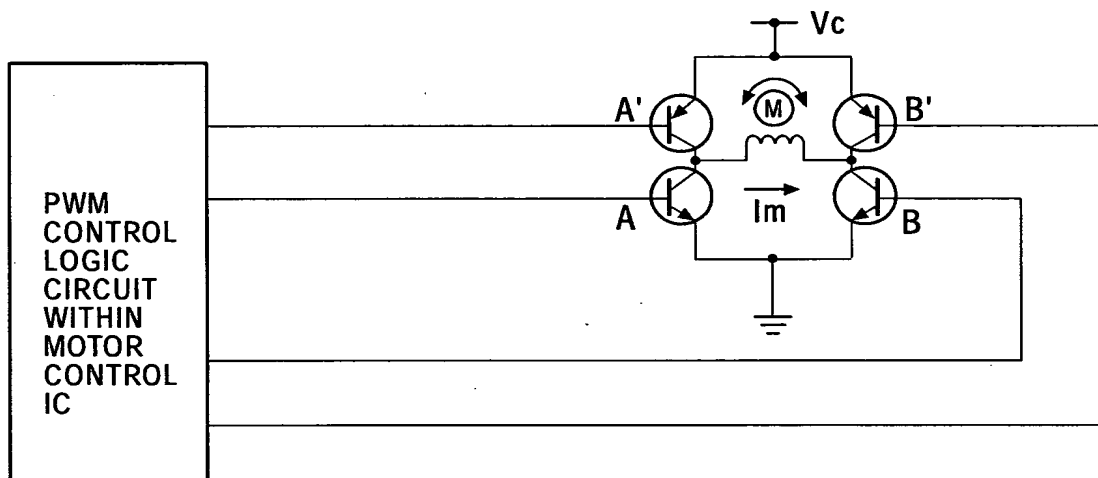 Vc
A'
M
B'
A
Im
B
PWM
CONTROL
LOGIC
CIRCUIT
WITHIN
MOTOR
CONTROL
IC